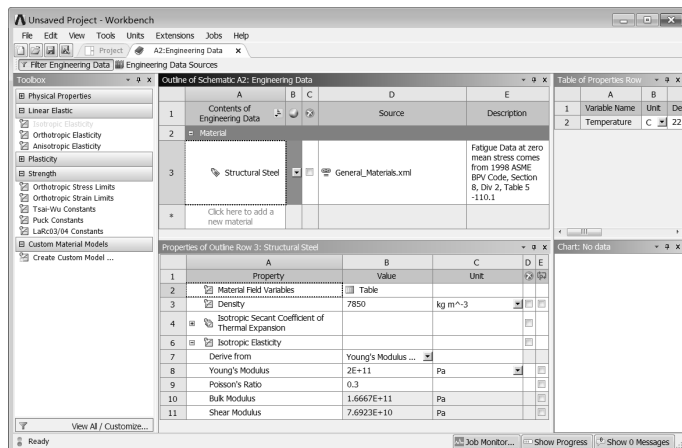 Unsaved Project - Workbench
File Edit View Tools Units Extensions Jobs Help
Project A2:Engineering Data x
Filter Engineering Data Engineering Data Sources
Toolbox
Physical Properties
Linear Elastic
Isotropic Elasticity
Orthotropic Elasticity
Anisotropic Elasticity
Plasticity
Strength
Orthotropic Stress Limits
Orthotropic Strain Limits
Tsai-Wu Constants
Puck Constants
LaRc03/04 Constants
Custom Material Models
Create Custom Model ...
View All / Customize...
Outline of Schematic A2: Engineering Data
A B C D E
1 Contents of Engineering Data Source Description
2 Material
3 Structural Steel General_Materials.xml
Fatigue Data at zero
mean stress comes
from 1998 ASME
BPV Code, Section
8, Div 2, Table 5
-110.1
* Click here to add a
new material
Properties of Outline Row 3: Structural Steel
A B C D E
1 Property Value Unit
2 Material Field Variables Table
3 Density 7850 kg m^-3
4 Isotropic Secant Coefficient of
Thermal Expansion
6 Isotropic Elasticity
7 Derive from Young's Modulus ...
8 Young's Modulus 2E+11 Pa
9 Poisson's Ratio 0.3
10 Bulk Modulus 1.6667E+11 Pa
11 Shear Modulus 7.6923E+10 Pa
Table of Properties Row
A B
1 Variable Name Unit De
2 Temperature C 22
Chart: No data
Ready Job Monitor... Show Progress Show 0 Messages